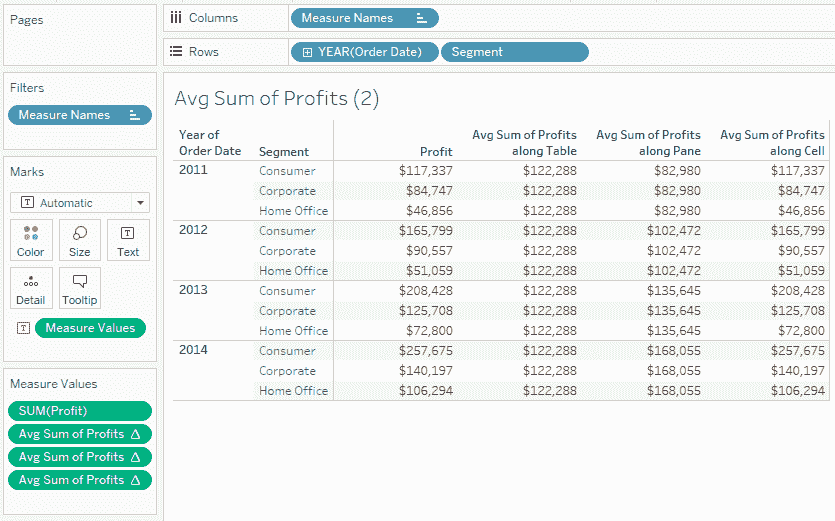 Pages
Columns
Measure Names
Rows
YEAR(Order Date)
Segment
Filters
Measure Names
Marks
Automatic
Color
Size
Text
Detail
Tooltip
Measure Values
Measure Values
SUM(Profit)
Avg Sum of Profits Δ
Avg Sum of Profits Δ
Avg Sum of Profits Δ
Avg Sum of Profits (2)
Year of Avg Sum of Profits Avg Sum of Profits Avg Sum of Profits
Order Date Segment Profit along Table along Pane along Cell
2011 Consumer $117,337 $122,288 $82,980 $117,337
Corporate $84,747 $122,288 $82,980 $84,747
Home Office $46,856 $122,288 $82,980 $46,856
2012 Consumer $165,799 $122,288 $102,472 $165,799
Corporate $90,557 $122,288 $102,472 $90,557
Home Office $51,059 $122,288 $102,472 $51,059
2013 Consumer $208,428 $122,288 $135,645 $208,428
Corporate $125,708 $122,288 $135,645 $125,708
Home Office $72,800 $122,288 $135,645 $72,800
2014 Consumer $257,675 $122,288 $168,055 $257,675
Corporate $140,197 $122,288 $168,055 $140,197
Home Office $106,294 $122,288 $168,055 $106,294